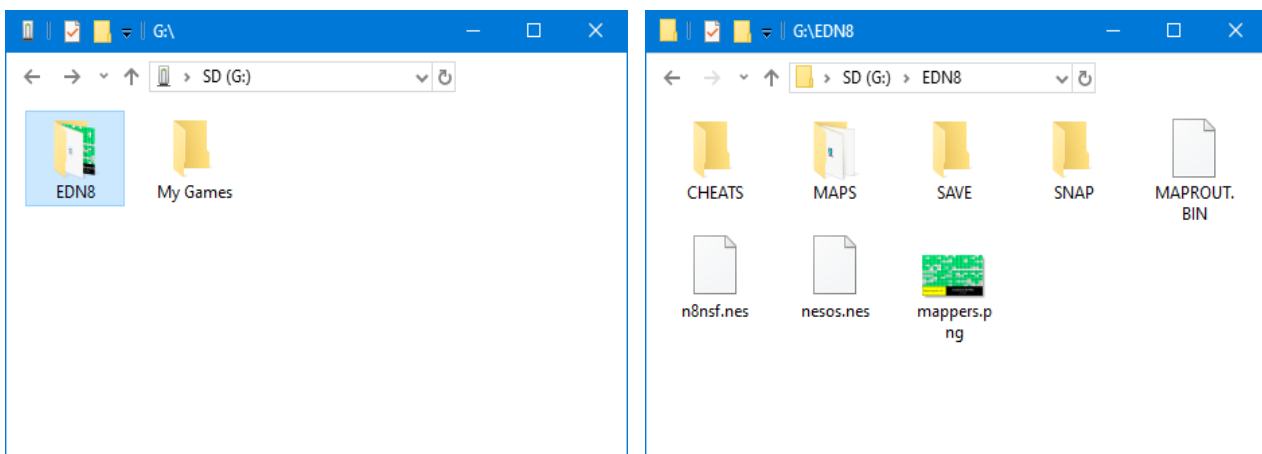 G:\
SD (G:)
EDN8
My Games
G:\EDN8
SD (G:) EDN8
CHEATS
MAPS
SAVE
SNAP
MAPROUT.
BIN
n8nsf.nes
nesos.nes
mappers.p
ng